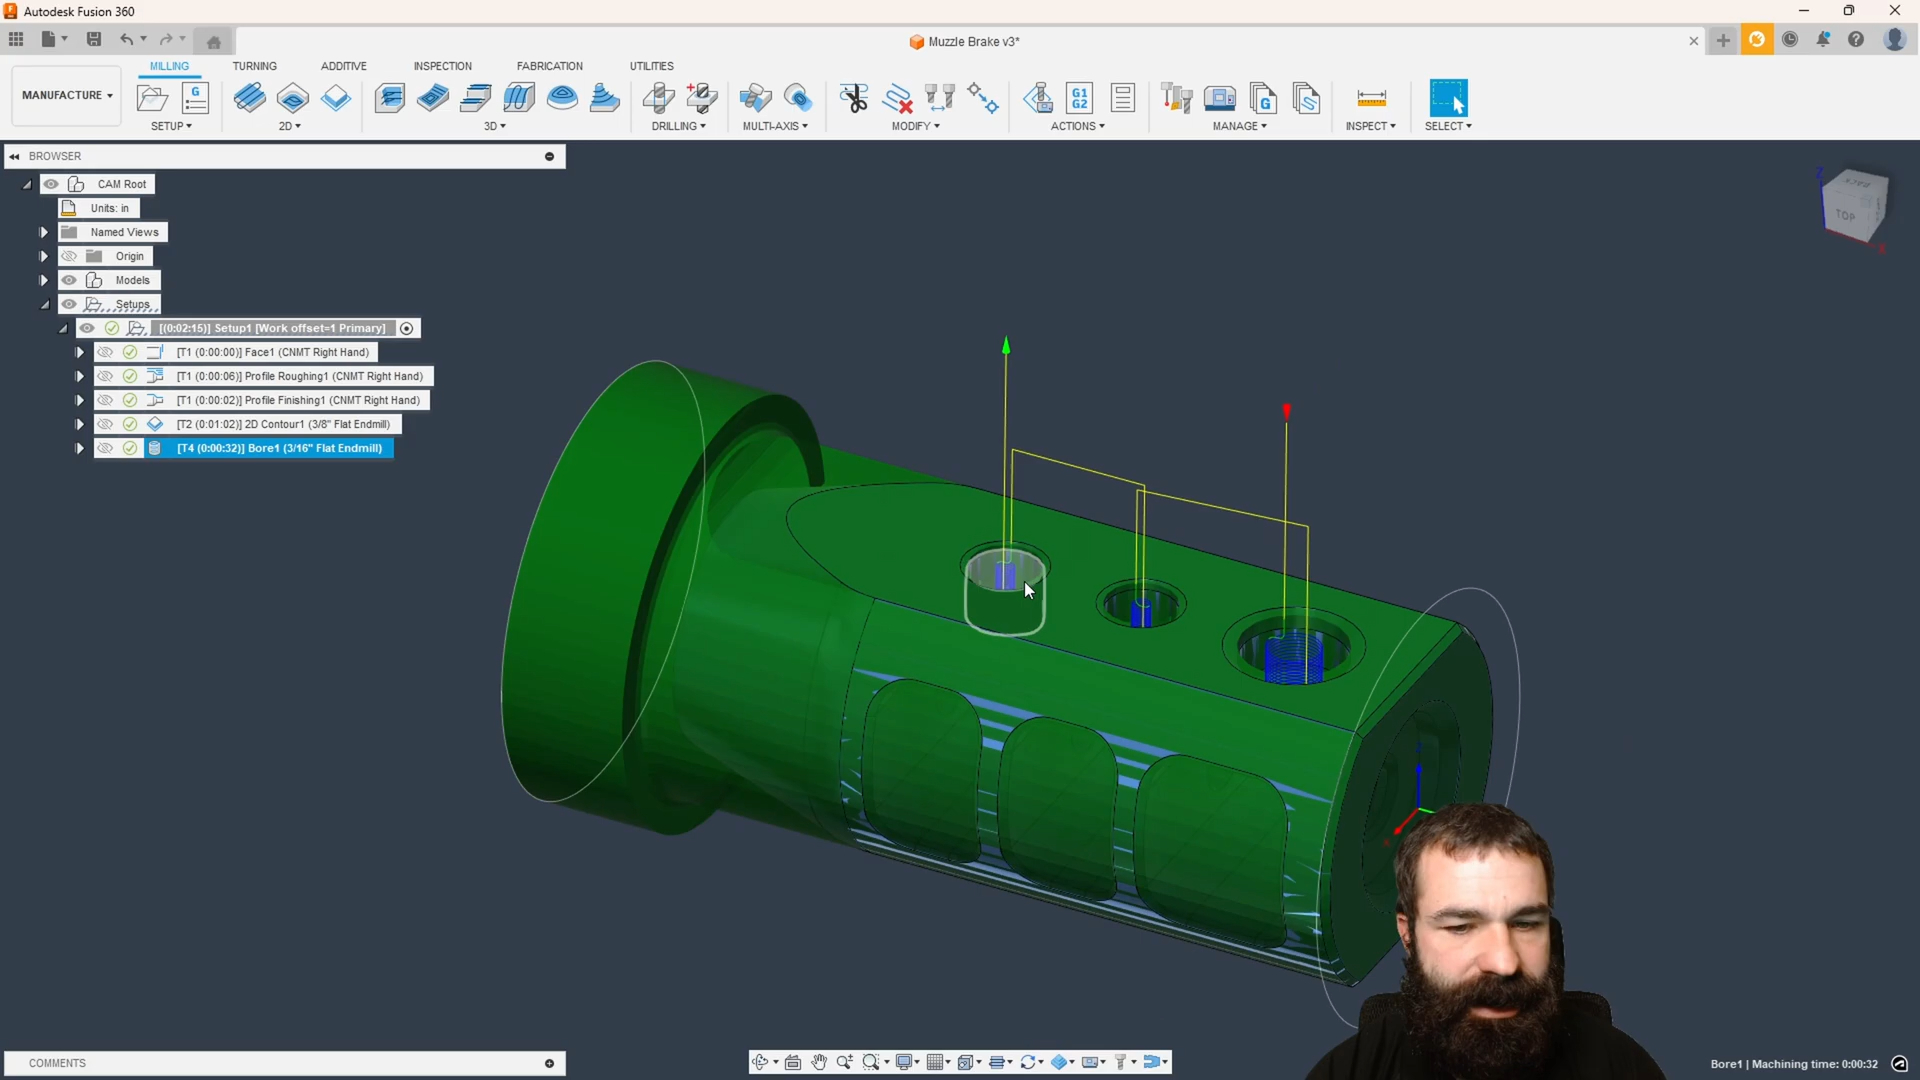 Autodesk Fusion 360
Muzzle Brake v3*
MILLING TURNING ADDITIVE INSPECTION FABRICATION UTILITIES
MANUFACTURE
G
G1 G2
G
S
SETUP 2D 3D DRILLING MULTI-AXIS MODIFY ACTIONS MANAGE INSPECT SELECT
BROWSER
CAM Root
Units: in
Named Views
Origin
Models
Setups
[(0:02:15)] Setup1 [Work offset=1 Primary]
[T1 (0:00:00)] Face1 (CNMT Right Hand)
[T1 (0:00:06)] Profile Roughing1 (CNMT Right Hand)
[T1 (0:00:02)] Profile Finishing1 (CNMT Right Hand)
[T2 (0:01:02)] 2D Contour1 (3/8" Flat Endmill)
[T4 (0:00:32)] Bore1 (3/16" Flat Endmill)
Z
BACK
TOP
X
COMMENTS
Bore1 | Machining time: 0:00:32